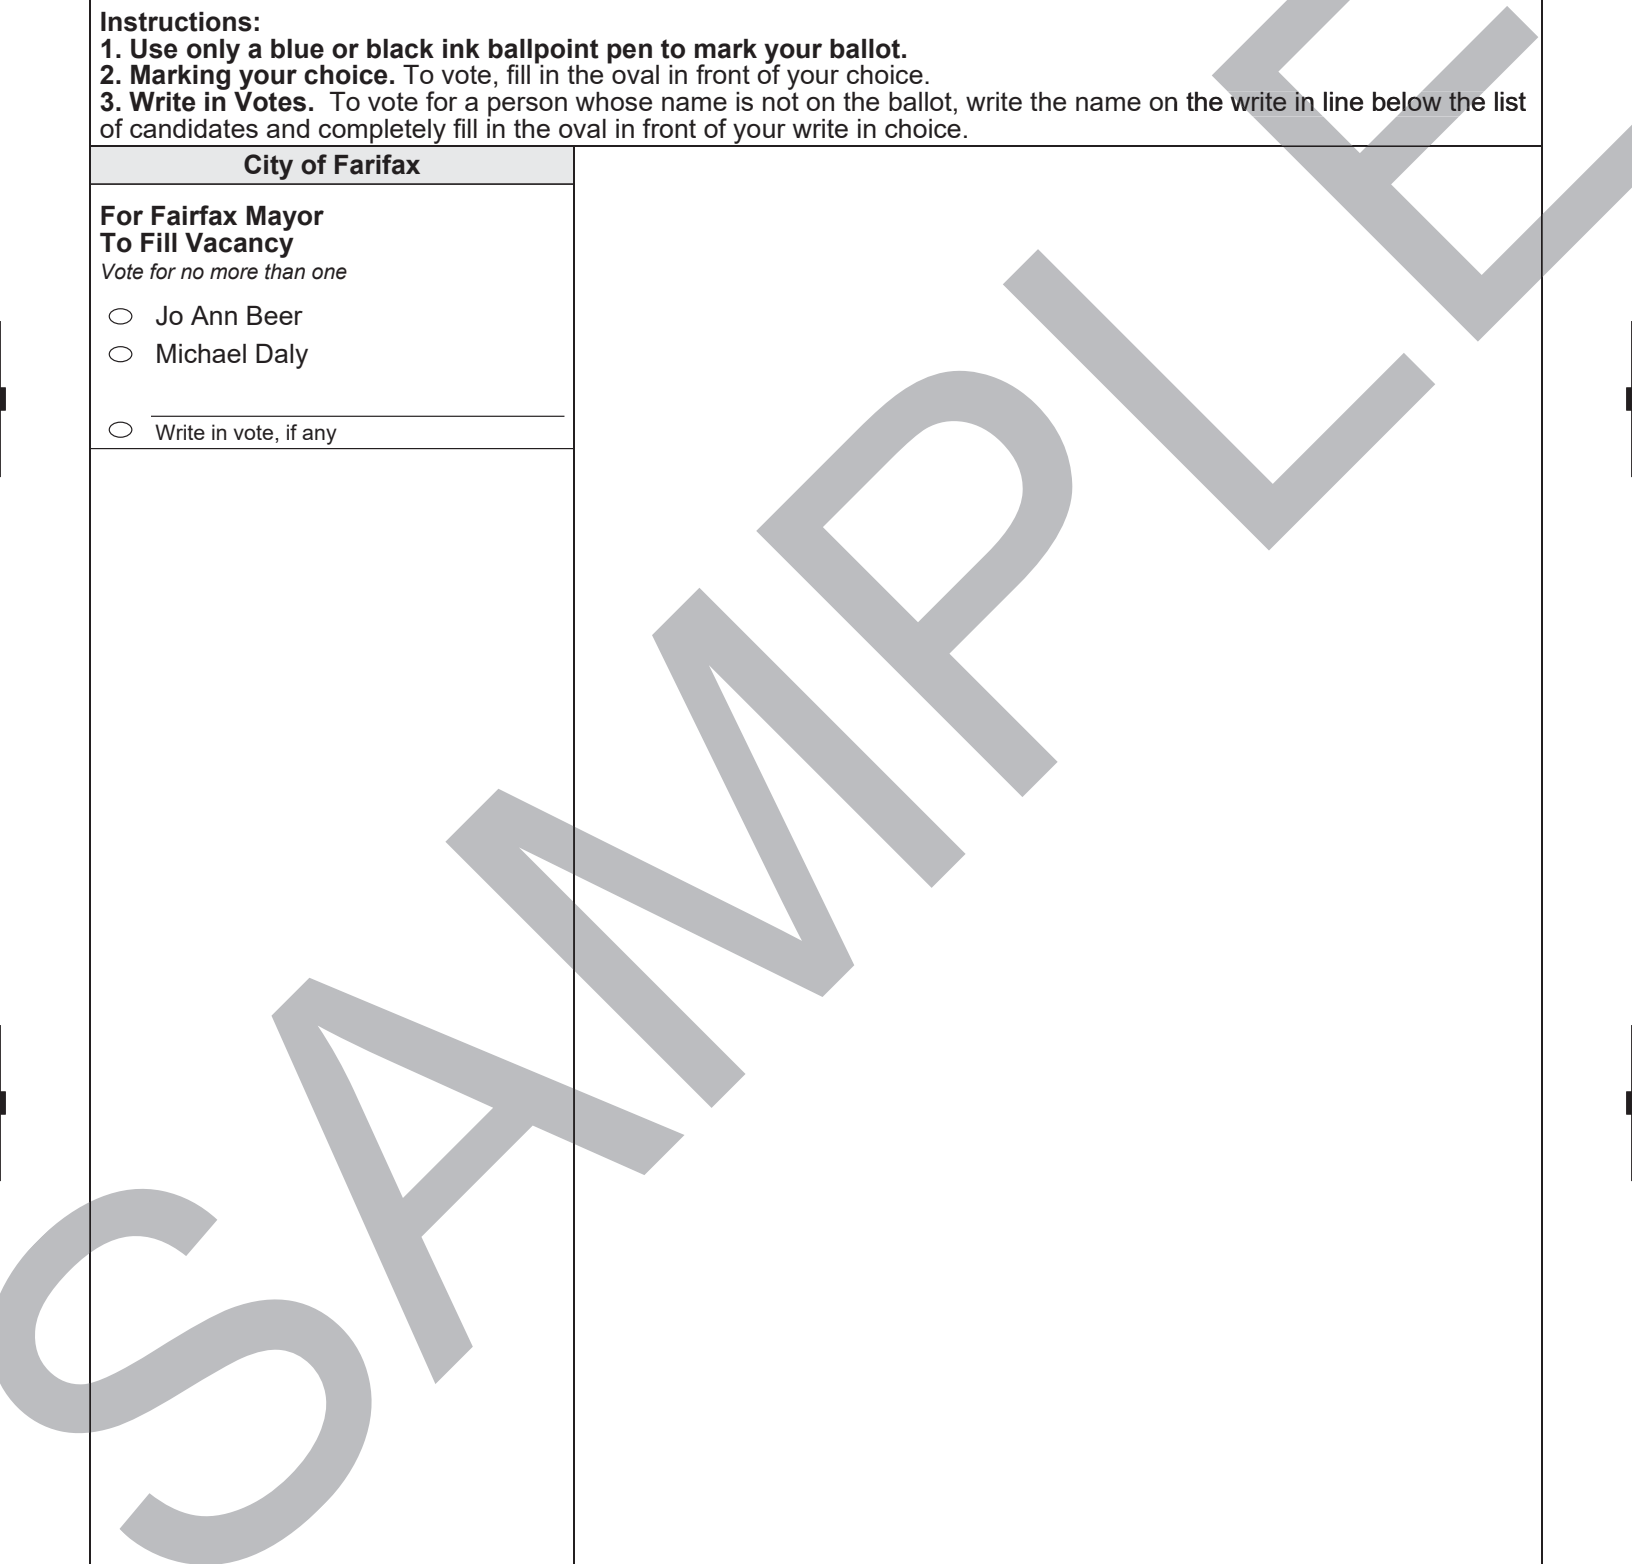 Instructions:
1. Use only a blue or black ink ballpoint pen to mark your ballot.
2. Marking your choice. To vote, fill in the oval in front of your choice.
3. Write in Votes. To vote for a person whose name is not on the ballot, write the name on the write in line below the list
of candidates and completely fill in the oval in front of your write in choice.
City of Farifax
For Fairfax Mayor
To Fill Vacancy
Vote for no more than one
Jo Ann Beer
Michael Daly
Write in vote, if any
SAMPLE